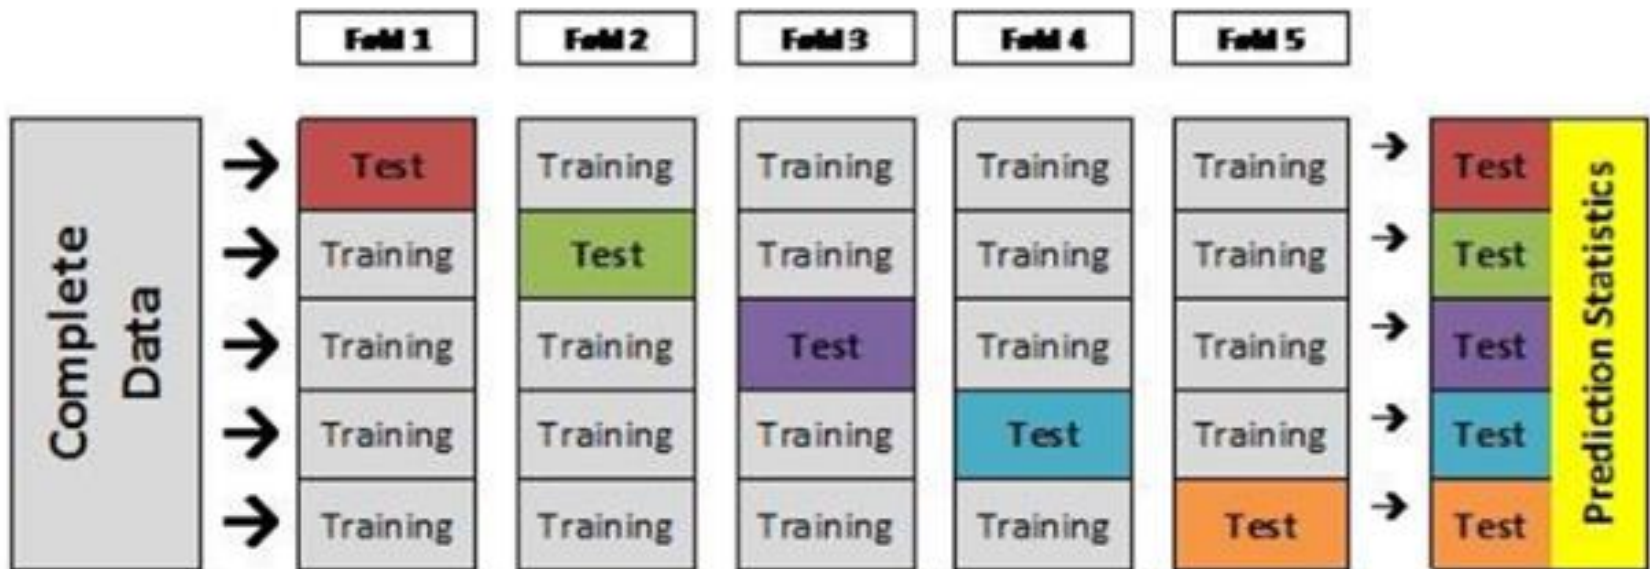 Fold 1 Fold 2 Fold 3 Fold 4 Fold 5
Complete
Data
Test Training Training Training Training Test
Training Test Training Training Training Test
Training Training Test Training Training Test
Training Training Training Test Training Test
Training Training Training Training Test Test
Prediction Statistics